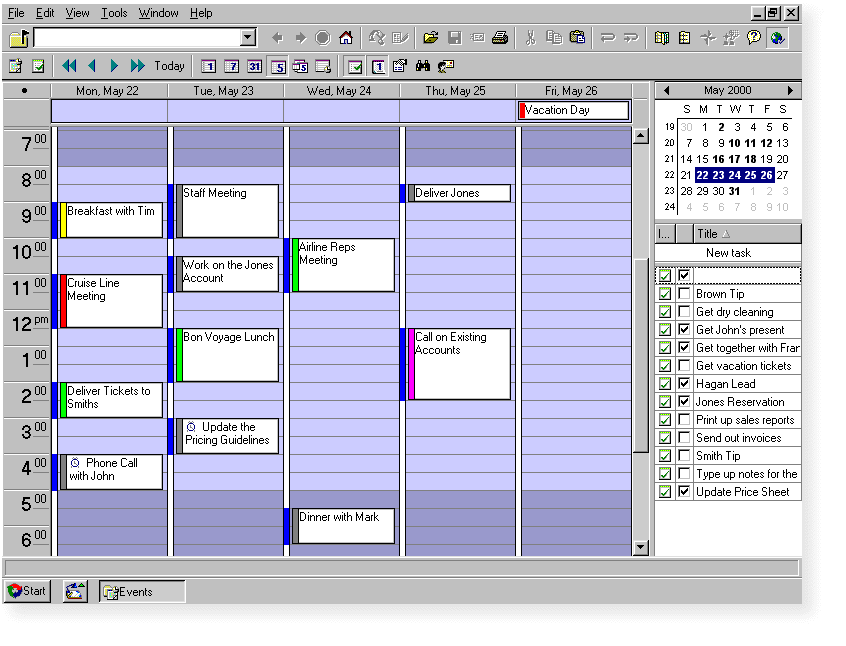 File Edit View Tools Window Help
Today 1 7 31 5 1
Mon, May 22 Tue, May 23 Wed, May 24 Thu, May 25 Fri, May 26
Vacation Day
7 00
8 00
9 00
10 00
11 00
12 pm
1 00
2 00
3 00
4 00
5 00
6 00
Breakfast with Tim
Cruise Line
Meeting
Deliver Tickets to
Smiths
Phone Call
with John
Staff Meeting
Work on the Jones
Account
Bon Voyage Lunch
Update the
Pricing Guidelines
Airline Reps
Meeting
Dinner with Mark
Deliver Jones
Call on Existing
Accounts
May 2000
S M T W T F S
19 30 1 2 3 4 5 6
20 7 8 9 10 11 12 13
21 14 15 16 17 18 19 20
22 21 22 23 24 25 26 27
23 28 29 30 31 1 2 3
24 4 5 6 7 8 9 10
I... Title
New task
Brown Tip
Get dry cleaning
Get John's present
Get together with Fran
Get vacation tickets
Hagan Lead
Jones Reservation
Print up sales reports
Send out invoices
Smith Tip
Type up notes for the
Update Price Sheet
Start Events